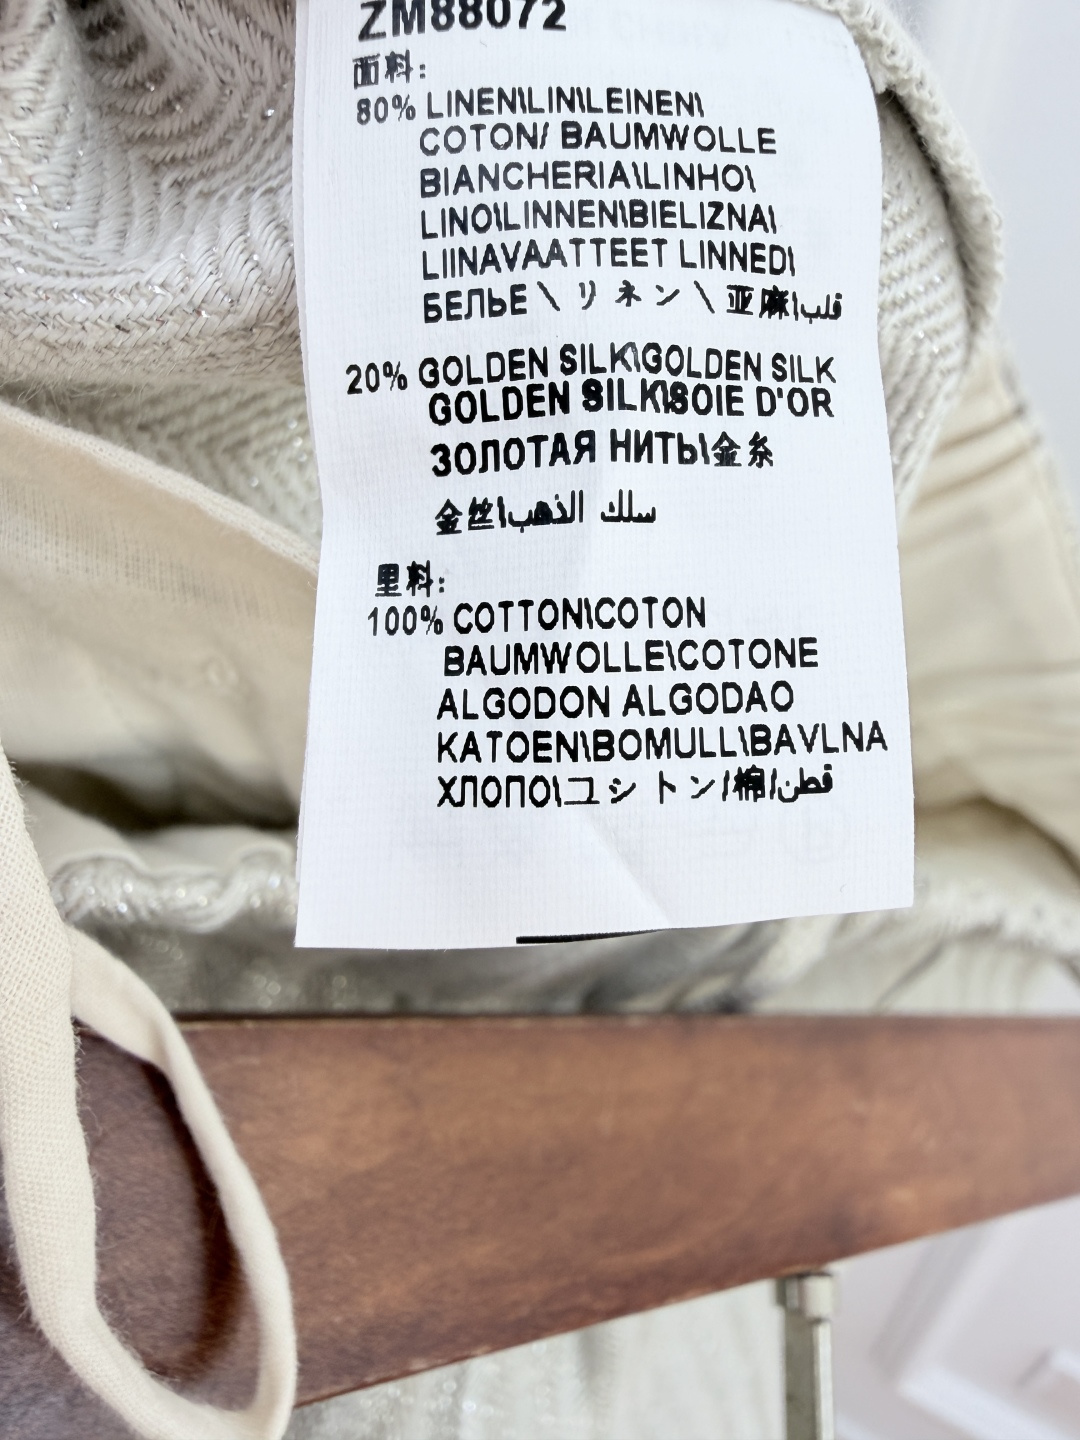 ZM88072
面料:
80% LINEN\LIN\LEINEN\
COTON/ BAUMWOLLE
BIANCHERIA\LINHO\
LINO\LINNEN\BIELIZNA\
LIINAVAATTEET LINNED\
БЕЛЬЕ \ リネン \ 亚麻\قلب
20% GOLDEN SILK\GOLDEN SILK
GOLDEN SILK\SOIE D'OR
ЗОЛОТАЯ НИТЬ\金糸
金丝\سلك الذهب
里料:
100% COTTON\COTON
BAUMWOLLE\COTONE
ALGODON ALGODAO
KATOEN\BOMULL\BAVLNA
ХЛОПО\コシトン/棉/قطن